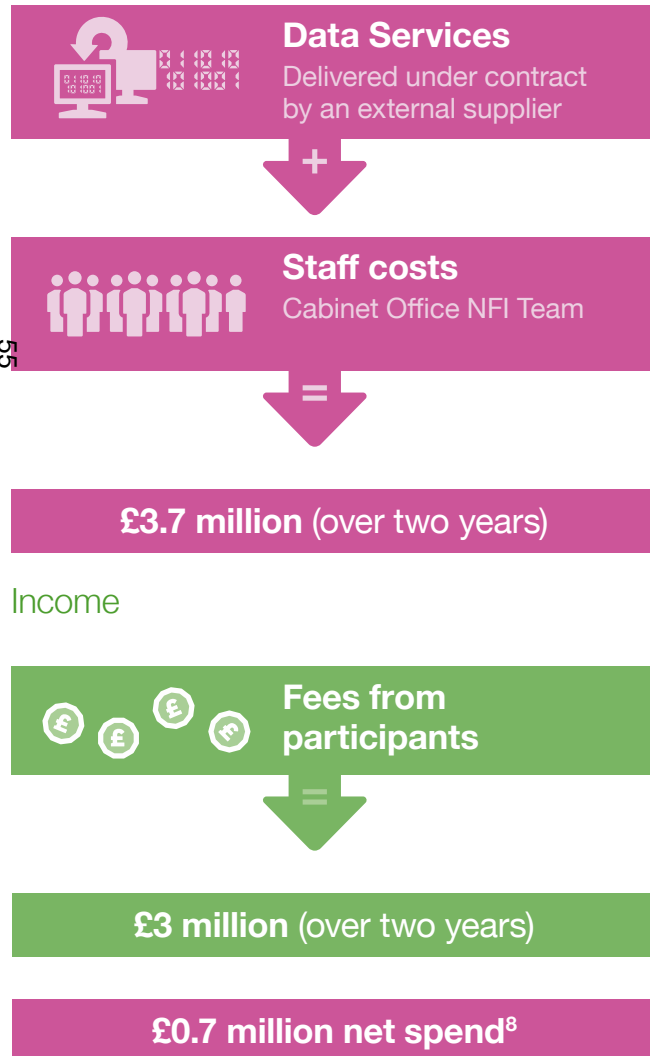 Data Services
Delivered under contract
by an external supplier
+
Staff costs
Cabinet Office NFI Team
55
=
£3.7 million (over two years)
Income
£ £ £ £
Fees from
participants
=
£3 million (over two years)
£0.7 million net spend⁸